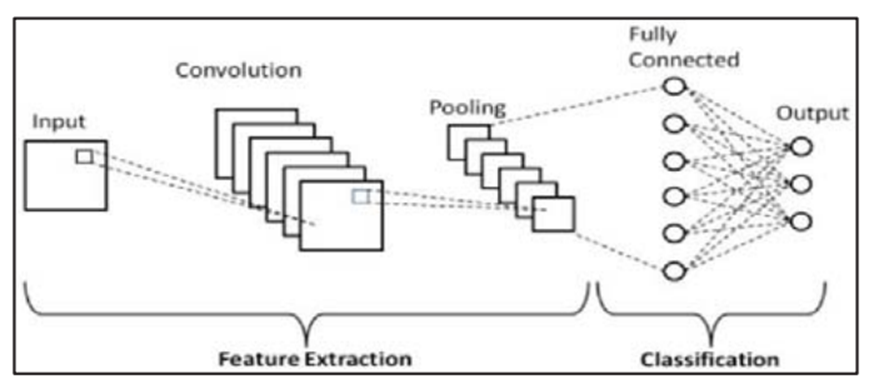 Input
Convolution
Pooling
Fully
Connected
Output
Feature Extraction
Classification